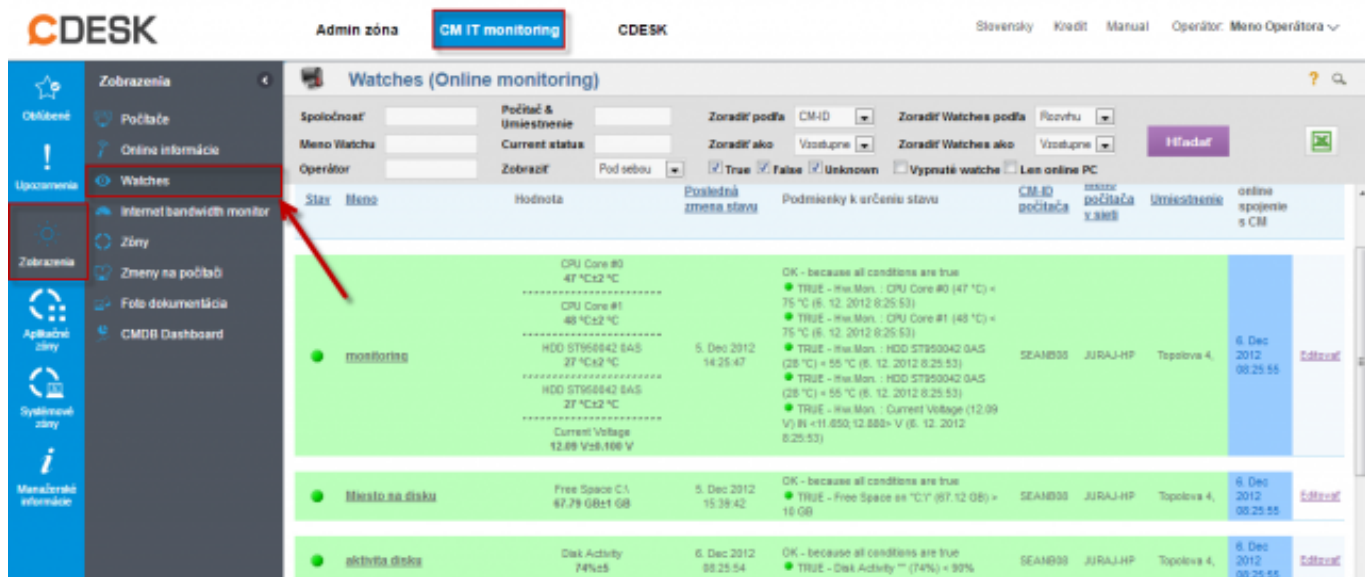 CDESK
Admin zóna
CM IT monitoring
CDESK
Slovensky
Kredit
Manual
Operátor: Meno Operátora
Obľúbené
Upozornenia
Zobrazenia
Aplikačné zóny
Systémové zóny
Manažerské informácie
Zobrazenia
Počítače
Online informácie
Watches
Internet bandwidth monitor
Zóny
Zmeny na počítači
Foto dokumentácia
CMDB Dashboard
Watches (Online monitoring)
?
Spoločnosť
Počítač & Umiestnenie
Zoradiť podľa
CM-ID
Zoradiť Watches podľa
Rozvrhu
Meno Watchu
Current status
Zoradiť ako
Vzostupne
Zoradiť Watches ako
Vzostupne
Hľadať
Operátor
Zobraziť
Pod sebou
True
False
Unknown
Vypnuté watche
Len online PC
Stav
Meno
Hodnota
Posledná zmena stavu
Podmienky k určeniu stavu
CM-ID počítača
počítača v sieti
Umiestnenie
online spojenie s CM
monitoring
CPU Core #0
47 °C±2 °C
CPU Core #1
48 °C±2 °C
HDD ST950042 0AS
27 °C±2 °C
HDD ST950042 0AS
27 °C±2 °C
Current Voltage
12.09 V±0.100 V
5. Dec 2012
14:25:47
OK - because all conditions are true
TRUE - Hw.Mon. : CPU Core #0 (47 °C) <
75 °C (6. 12. 2012 8:25:53)
TRUE - Hw.Mon. : CPU Core #1 (48 °C) <
75 °C (6. 12. 2012 8:25:53)
TRUE - Hw.Mon. : HDD ST950042 0AS
(28 °C) < 55 °C (6. 12. 2012 8:25:53)
TRUE - Hw.Mon. : HDD ST950042 0AS
(28 °C) < 55 °C (6. 12. 2012 8:25:53)
TRUE - Hw.Mon. : Current Voltage (12.09
V) IN <11.650;12.880> V (6. 12. 2012
8:25:53)
SEANB08
JURAJ-HP
Topolova 4,
6. Dec
2012
08:25:55
Editovať
Miesto na disku
Free Space C:\
67.79 GB±1 GB
5. Dec 2012
15:39:42
OK - because all conditions are true
TRUE - Free Space on "C:\" (67.12 GB) >
10 GB
SEANB08
JURAJ-HP
Topolova 4,
6. Dec
2012
08:25:55
Editovať
aktivita disku
Disk Activity
74%±5
6. Dec 2012
08:25:54
OK - because all conditions are true
TRUE - Disk Activity "" (74%) < 90%
SEANB08
JURAJ-HP
Topolova 4,
6. Dec
2012
08:25:55
Editovať